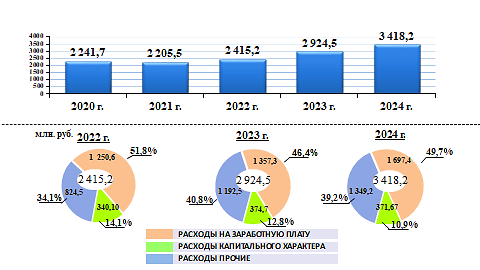 4000
3500
3000
2500
2000
1500
1000
500
0
2 241,7
2 205,5
2 415,2
2 924,5
3 418,2
2020 г.
2021 г.
2022 г.
2023 г.
2024 г.
млн. руб.
2022 г.
2023 г.
2024 г.
1 250,6
51,8%
2 415,2
824,5
34,1%
340,10
14,1%
1 357,3
46,4%
2 924,5
1 192,5
40,8%
374,7
12,8%
1 697,4
49,7%
3 418,2
1 349,2
39,2%
371,67
10,9%
РАСХОДЫ НА ЗАРАБОТНУЮ ПЛАТУ
РАСХОДЫ КАПИТАЛЬНОГО ХАРАКТЕРА
РАСХОДЫ ПРОЧИЕ